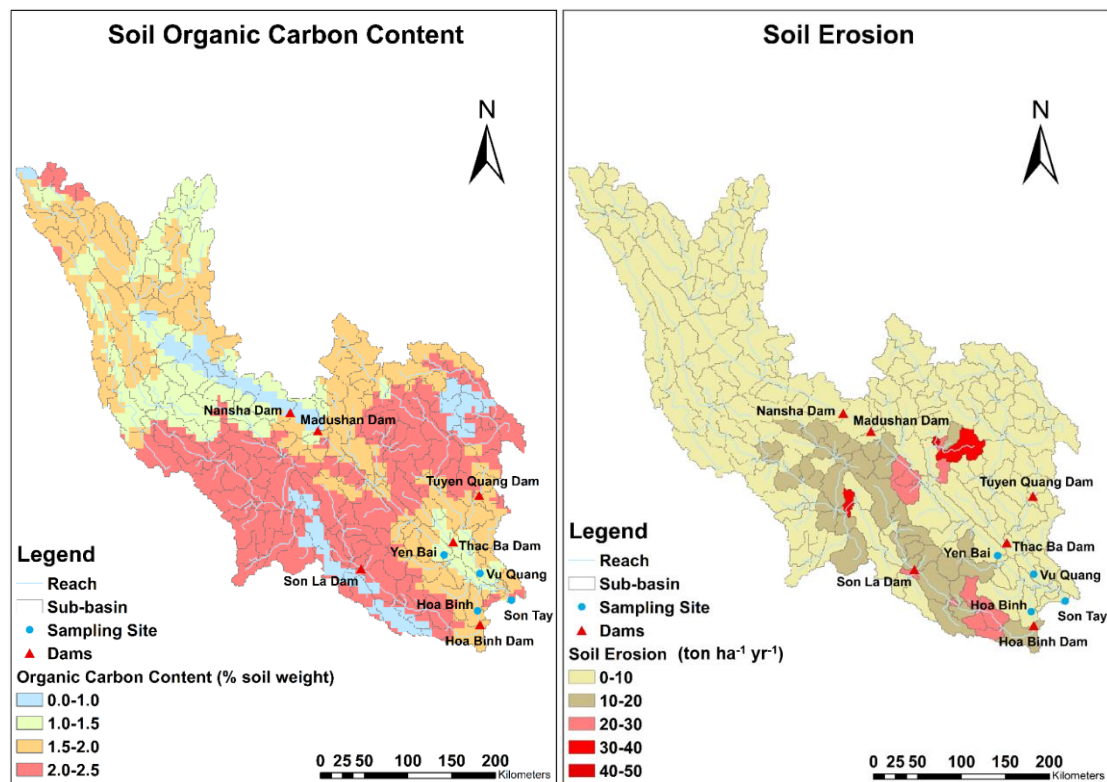 Soil Organic Carbon Content
N
Nansha Dam
Madushan Dam
Tuyen Quang Dam
Thac Ba Dam
Yen Bai
Vu Quang
Son La Dam
Hoa Binh
Son Tay
Hoa Binh Dam
Legend
Reach
Sub-basin
Sampling Site
Dams
Organic Carbon Content (% soil weight)
0.0-1.0
1.0-1.5
1.5-2.0
2.0-2.5
0 25 50 100 150 200
Kilometers
Soil Erosion
N
Nansha Dam
Madushan Dam
Tuyen Quang Dam
Thac Ba Dam
Yen Bai
Vu Quang
Son La Dam
Hoa Binh
Son Tay
Hoa Binh Dam
Legend
Reach
Sub-basin
Sampling Site
Dams
Soil Erosion (ton ha⁻¹ yr⁻¹)
0-10
10-20
20-30
30-40
40-50
0 25 50 100 150 200
Kilometers